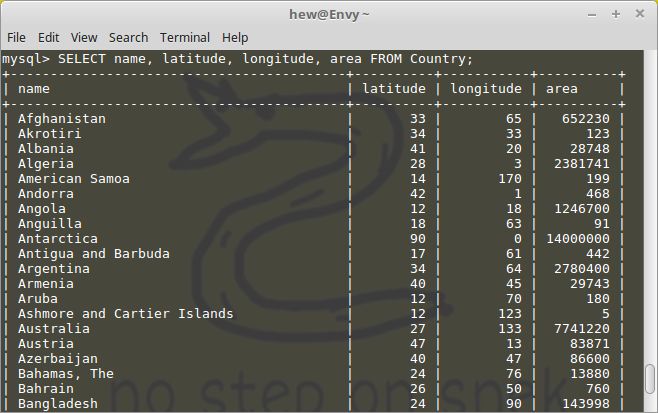 hew@Envy ~
File Edit View Search Terminal Help
mysql> SELECT name, latitude, longitude, area FROM Country;
+-----------------------------------------+----------+-----------+----------+
| name | latitude | longitude | area |
+-----------------------------------------+----------+-----------+----------+
| Afghanistan | 33 | 65 | 652230 |
| Akrotiri | 34 | 33 | 123 |
| Albania | 41 | 20 | 28748 |
| Algeria | 28 | 3 | 2381741 |
| American Samoa | 14 | 170 | 199 |
| Andorra | 42 | 1 | 468 |
| Angola | 12 | 18 | 1246700 |
| Anguilla | 18 | 63 | 91 |
| Antarctica | 90 | 0 | 14000000 |
| Antigua and Barbuda | 17 | 61 | 442 |
| Argentina | 34 | 64 | 2780400 |
| Armenia | 40 | 45 | 29743 |
| Aruba | 12 | 70 | 180 |
| Ashmore and Cartier Islands | 12 | 123 | 5 |
| Australia | 27 | 133 | 7741220 |
| Austria | 47 | 13 | 83871 |
| Azerbaijan | 40 | 47 | 86600 |
| Bahamas, The | 24 | 76 | 13880 |
| Bahrain | 26 | 50 | 760 |
| Bangladesh | 24 | 90 | 143998 |
no step on snek